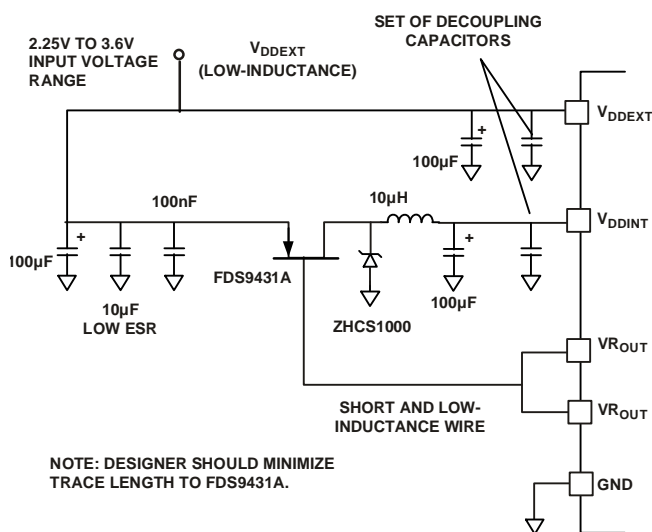 SET OF DECOUPLING
CAPACITORS
2.25V TO 3.6V
INPUT VOLTAGE
RANGE
VDDEXT
(LOW-INDUCTANCE)
VDDEXT
+
100µF
100nF
10µH
VDDINT
+
100µF
+
100µF
FDS9431A
10µF
LOW ESR
ZHCS1000
VROUT
SHORT AND LOW-
INDUCTANCE WIRE
VROUT
NOTE: DESIGNER SHOULD MINIMIZE
TRACE LENGTH TO FDS9431A.
GND